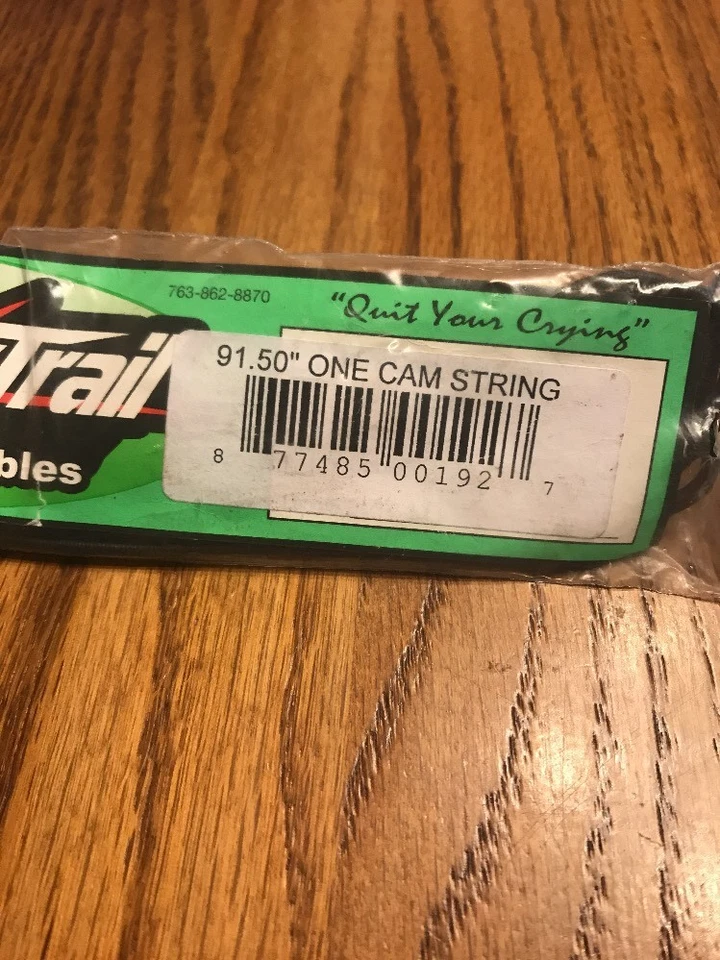 763-862-8870
"Quit Your Crying"
Trail
bles
91.50" ONE CAM STRING
8 77485 00192 7